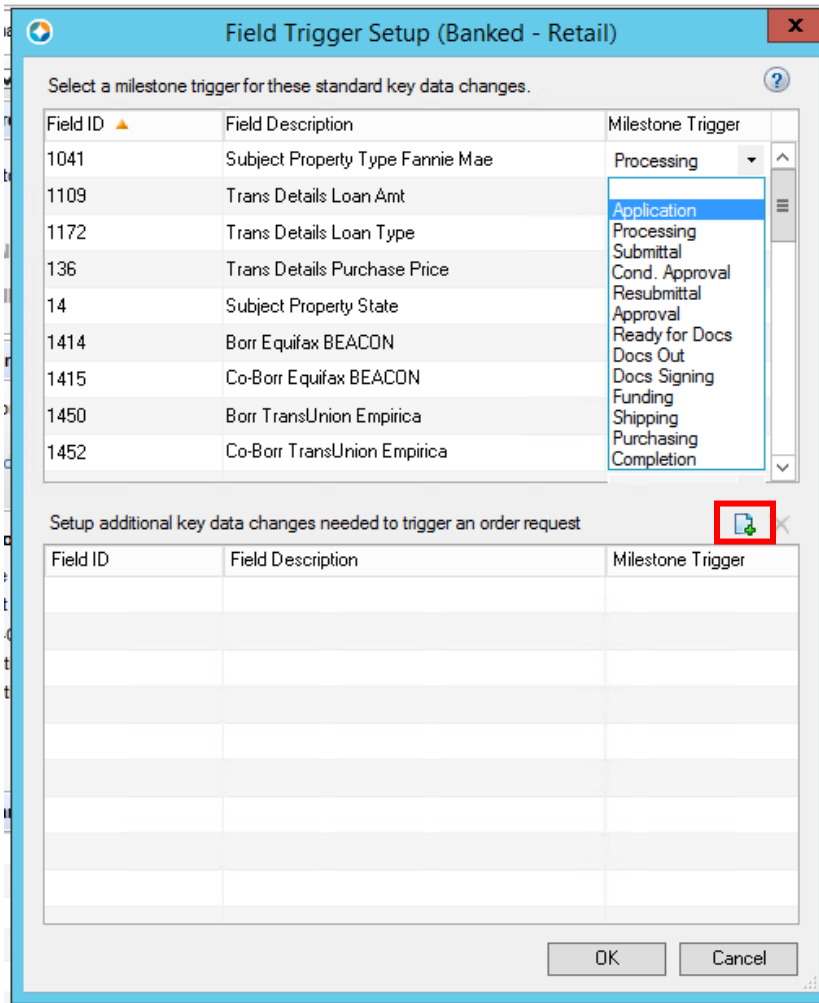 Field Trigger Setup (Banked - Retail)
x
Select a milestone trigger for these standard key data changes.
?
Field ID Field Description Milestone Trigger
1041 Subject Property Type Fannie Mae Processing
1109 Trans Details Loan Amt
Application
1172 Trans Details Loan Type Processing
Submittal
136 Trans Details Purchase Price Cond. Approval
Resubmittal
14 Subject Property State Approval
1414 Borr Equifax BEACON Ready for Docs
Docs Out
1415 Co-Borr Equifax BEACON Docs Signing
Funding
1450 Borr TransUnion Empirica Shipping
Purchasing
1452 Co-Borr TransUnion Empirica Completion
Setup additional key data changes needed to trigger an order request
Field ID Field Description Milestone Trigger
OK Cancel